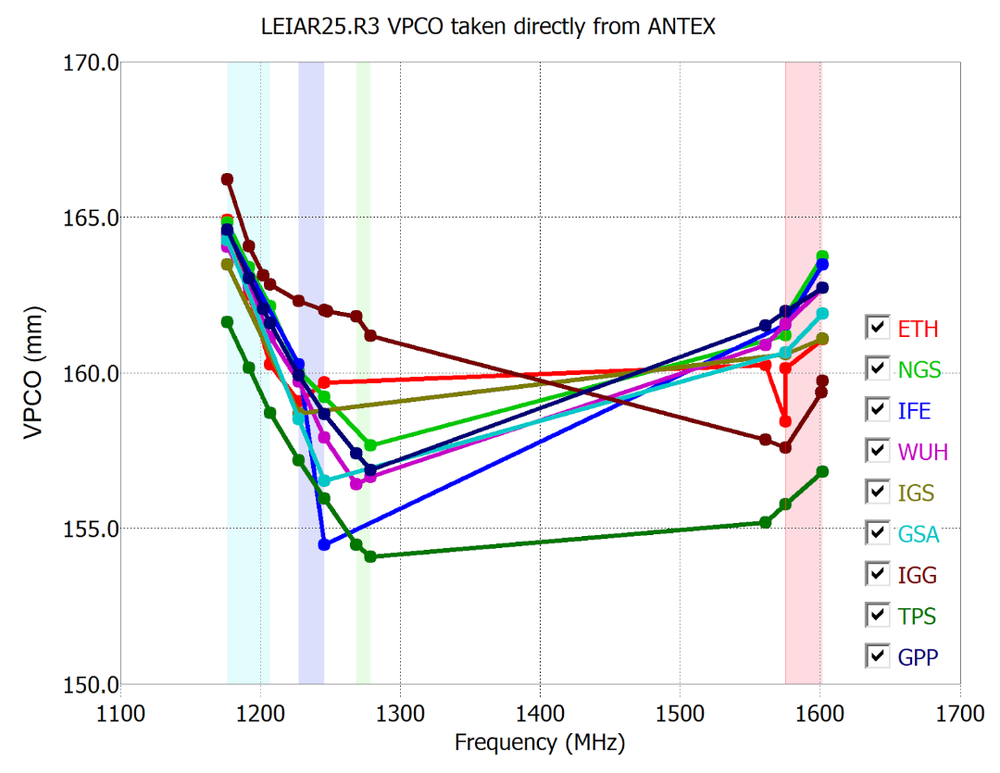 LEIAR25.R3 VPCO taken directly from ANTEX
170.0
165.0
160.0
155.0
150.0
VPCO (mm)
1100 1200 1300 1400 1500 1600 1700
Frequency (MHz)
ETH
NGS
IFE
WUH
IGS
GSA
IGG
TPS
GPP